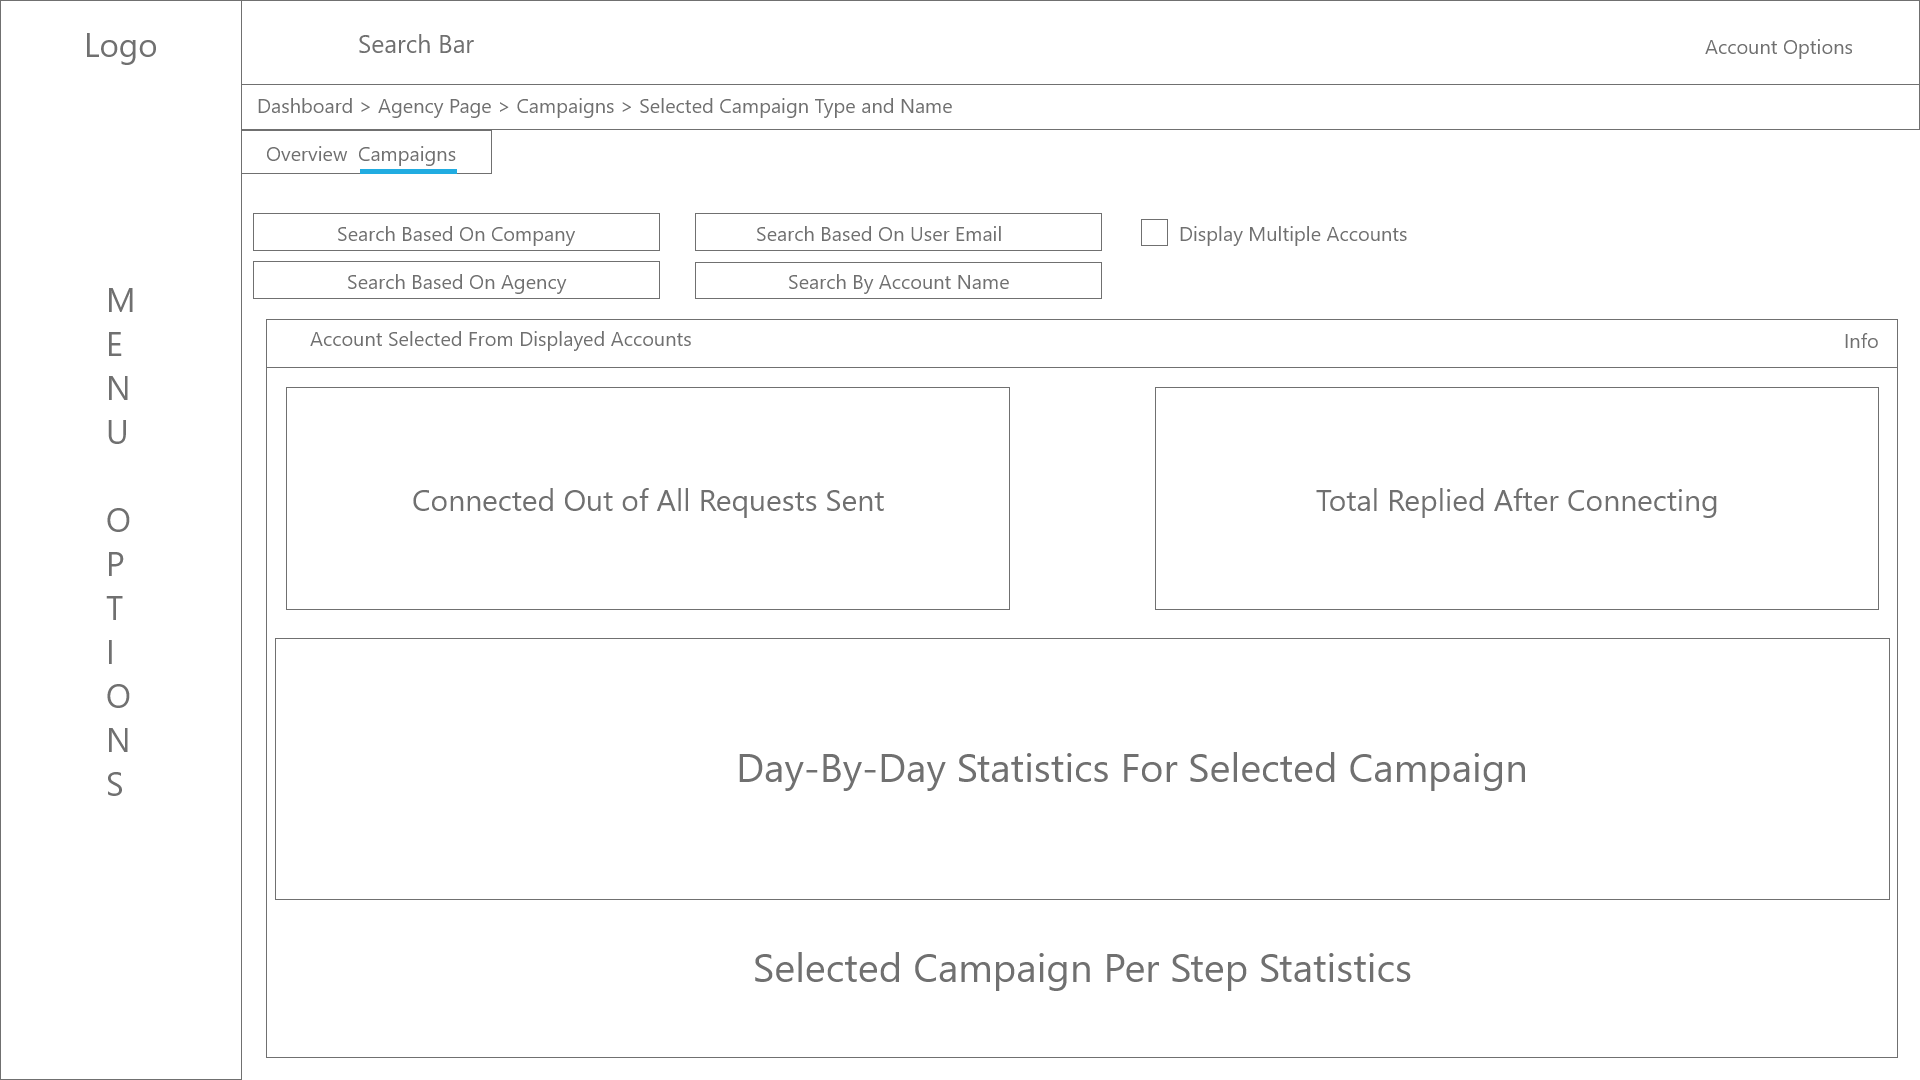 Logo
M
E
N
U
O
P
T
I
O
N
S
Search Bar
Account Options
Dashboard > Agency Page > Campaigns > Selected Campaign Type and Name
Overview Campaigns
Search Based On Company
Search Based On User Email
Display Multiple Accounts
Search Based On Agency
Search By Account Name
Account Selected From Displayed Accounts
Info
Connected Out of All Requests Sent
Total Replied After Connecting
Day-By-Day Statistics For Selected Campaign
Selected Campaign Per Step Statistics